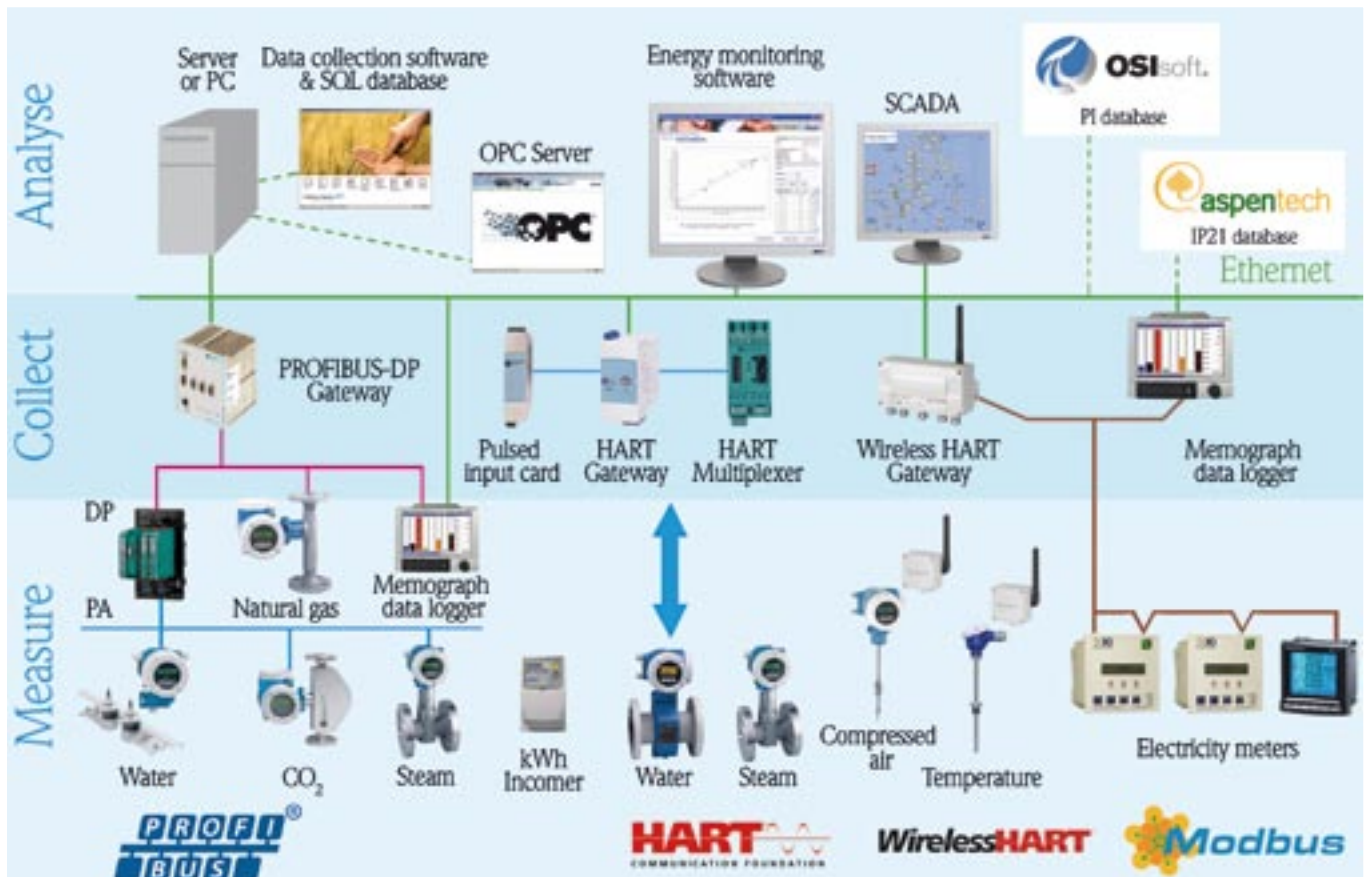 Analyse
Server
or PC
Data collection software
& SQL database
OPC Server
OPC
Energy monitoring
software
SCADA
OSIsoft.
PI database
aspentech
IP21 database
Ethernet
Collect
PROFIBUS-DP
Gateway
Pulsed
input card
HART
Gateway
HART
Multiplexer
Wireless HART
Gateway
Memograph
data logger
Measure
DP
PA
Natural gas
Memograph
data logger
Water
CO₂
Steam
kWh
Incomer
Water
Steam
Compressed
air
Temperature
Electricity meters
PROFI®
BUS
HART
COMMUNICATION FOUNDATION
WirelessHART
Modbus